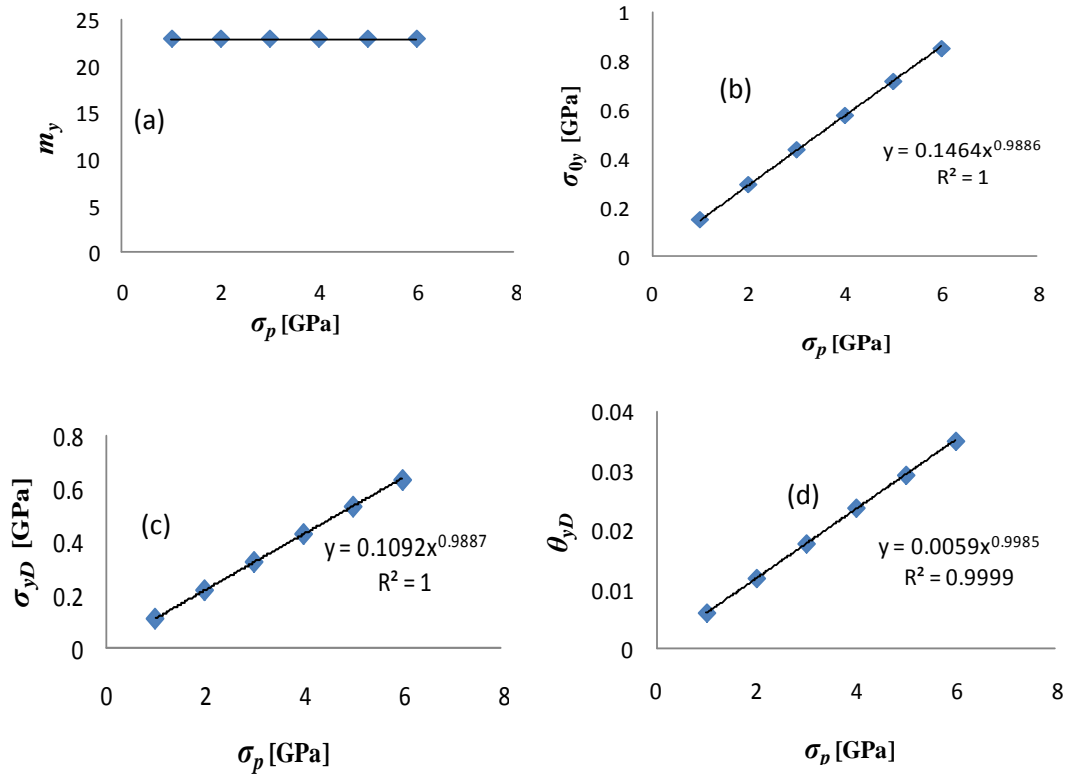 25
20
15
10
5
0
m_y
(a)
0 2 4 6 8
σ_p [GPa]
1
0.8
0.6
0.4
0.2
0
σ_0y [GPa]
(b)
y = 0.1464x^0.9886
R² = 1
0 2 4 6 8
σ_p [GPa]
0.8
0.6
0.4
0.2
0
σ_yD [GPa]
(c)
y = 0.1092x^0.9887
R² = 1
0 2 4 6 8
σ_p [GPa]
0.04
0.03
0.02
0.01
0
θ_yD
(d)
y = 0.0059x^0.9985
R² = 0.9999
0 2 4 6 8
σ_p [GPa]